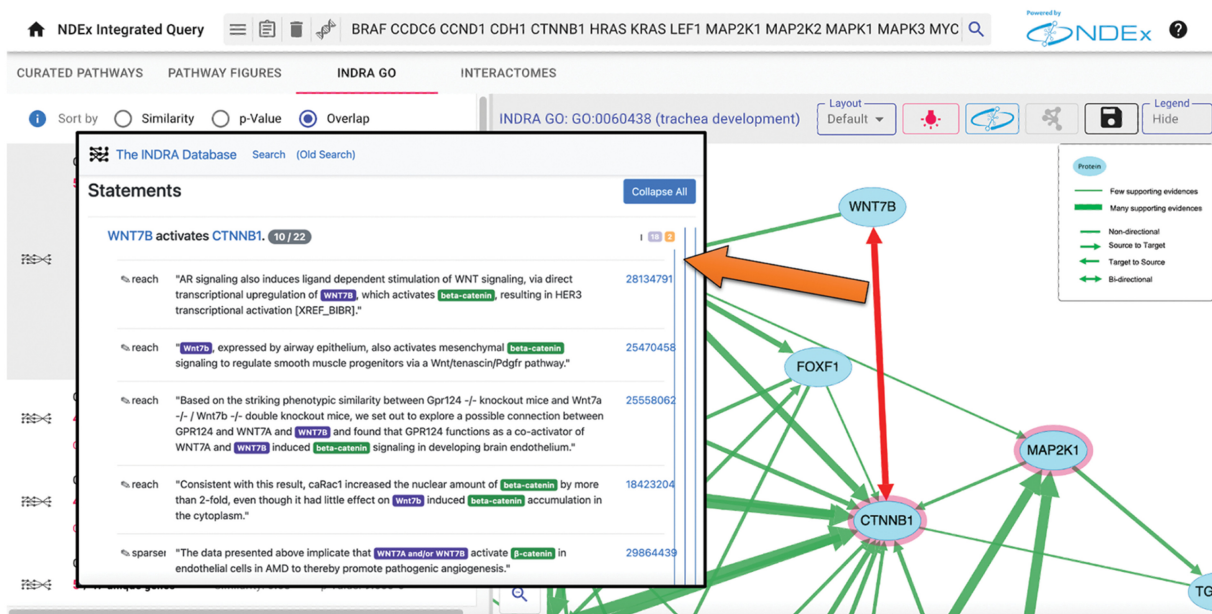 NDEx Integrated Query
BRAF CCDC6 CCND1 CDH1 CTNNB1 HRAS KRAS LEF1 MAP2K1 MAP2K2 MAPK1 MAPK3 MYC
Powered by
NDEx
?
CURATED PATHWAYS
PATHWAY FIGURES
INDRA GO
INTERACTOMES
i
Sort by
Similarity
p-Value
Overlap
INDRA GO: GO:0060438 (trachea development)
Layout
Default
Legend
Hide
The INDRA Database
Search
(Old Search)
Statements
Collapse All
WNT7B activates CTNNB1. 10 / 22
18 2
reach
"AR signaling also induces ligand dependent stimulation of WNT signaling, via direct
transcriptional upregulation of WNT7B, which activates beta-catenin, resulting in HER3
transcriptional activation [XREF_BIBR]."
28134791
reach
"Wnt7b, expressed by airway epithelium, also activates mesenchymal beta-catenin
signaling to regulate smooth muscle progenitors via a Wnt/tenascin/Pdgfr pathway."
25470458
reach
"Based on the striking phenotypic similarity between Gpr124 -/- knockout mice and Wnt7a
-/- / Wnt7b -/- double knockout mice, we set out to explore a possible connection between
GPR124 and WNT7A and WNT7B and found that GPR124 functions as a co-activator of
WNT7A and WNT7B induced beta-catenin signaling in developing brain endothelium."
25558062
reach
"Consistent with this result, caRac1 increased the nuclear amount of beta-catenin by more
than 2-fold, even though it had little effect on Wnt7b induced beta-catenin accumulation in
the cytoplasm."
18423204
sparser
"The data presented above implicate that WNT7A and/or WNT7B activate β-catenin in
endothelial cells in AMD to thereby promote pathogenic angiogenesis."
29864439
Protein
Few supporting evidences
Many supporting evidences
Non-directional
Source to Target
Target to Source
Bi-directional
WNT7B
FOXF1
MAP2K1
CTNNB1
TG